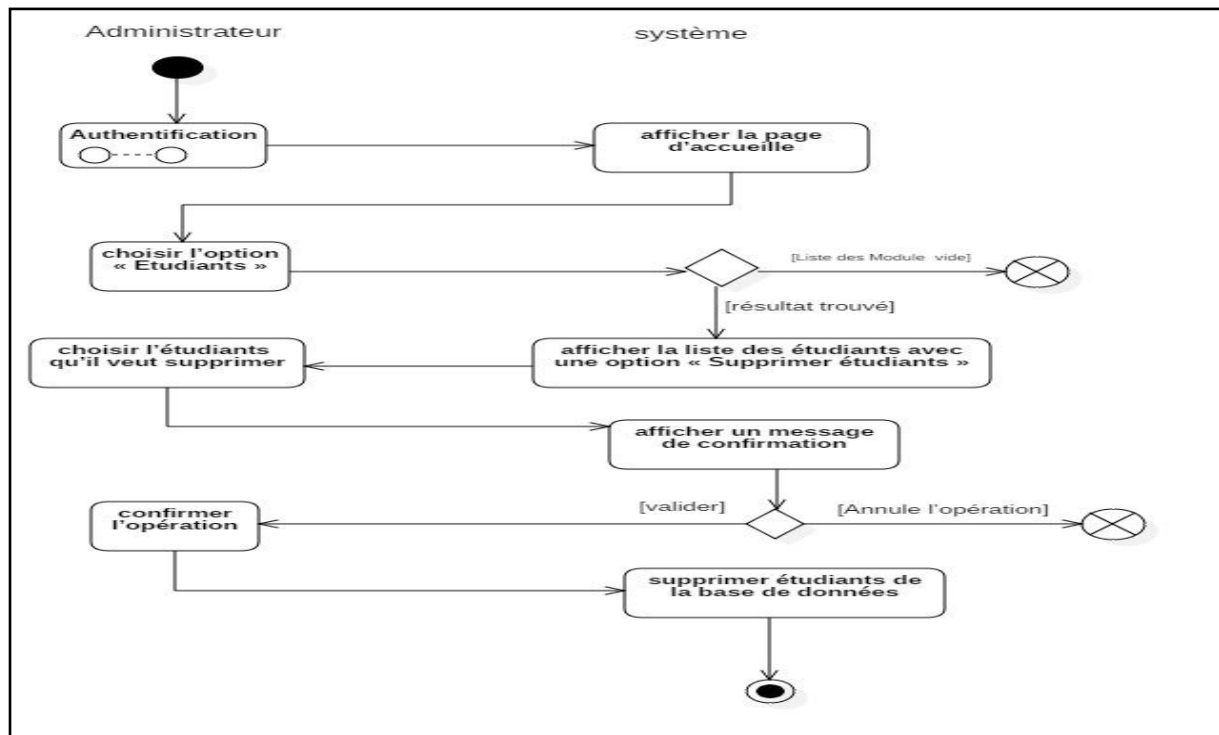 Administrateur
système
Authentification
afficher la page
d'accueille
choisir l'option
« Etudiants »
[Liste des Module vide]
[résultat trouvé]
choisir l'étudiants
qu'il veut supprimer
afficher la liste des étudiants avec
une option « Supprimer étudiants »
afficher un message
de confirmation
[valider]
[Annule l'opération]
confirmer
l'opération
supprimer étudiants de
la base de données